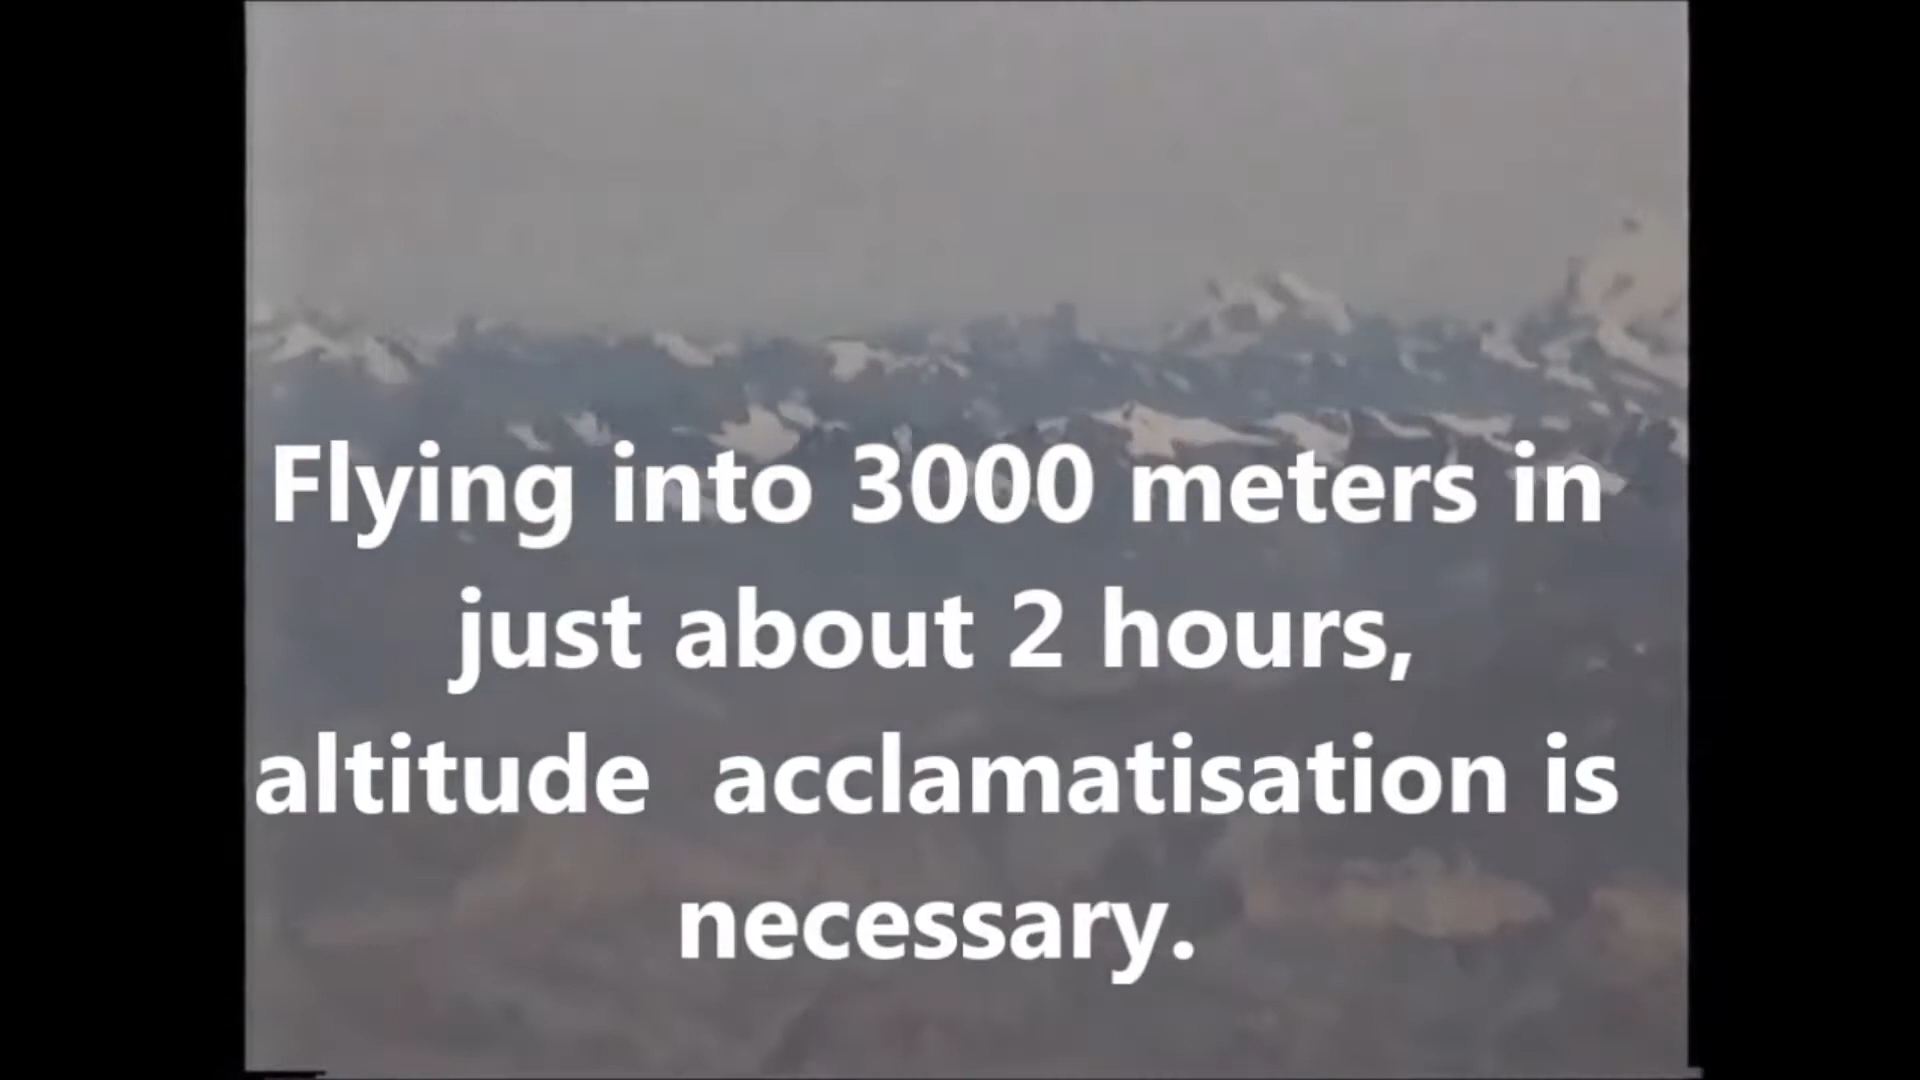 Flying into 3000 meters in
just about 2 hours,
altitude  acclamatisation is
necessary.